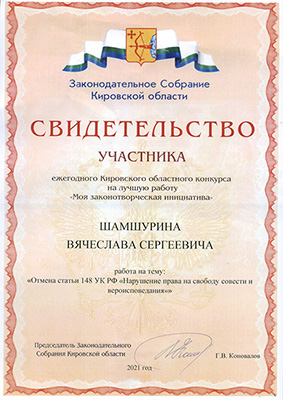 Законодательное Собрание
Кировской области
СВИДЕТЕЛЬСТВО
УЧАСТНИКА
ежегодного Кировского областного конкурса
на лучшую работу
«Моя законотворческая инициатива»
ШАМШУРИНА
ВЯЧЕСЛАВА СЕРГЕЕВИЧА
работа на тему:
«Отмена статьи 148 УК РФ «Нарушение права на свободу совести и
вероисповедания»»
Председатель Законодательного
Собрания Кировской области
Г.В. Коновалов
2021 год